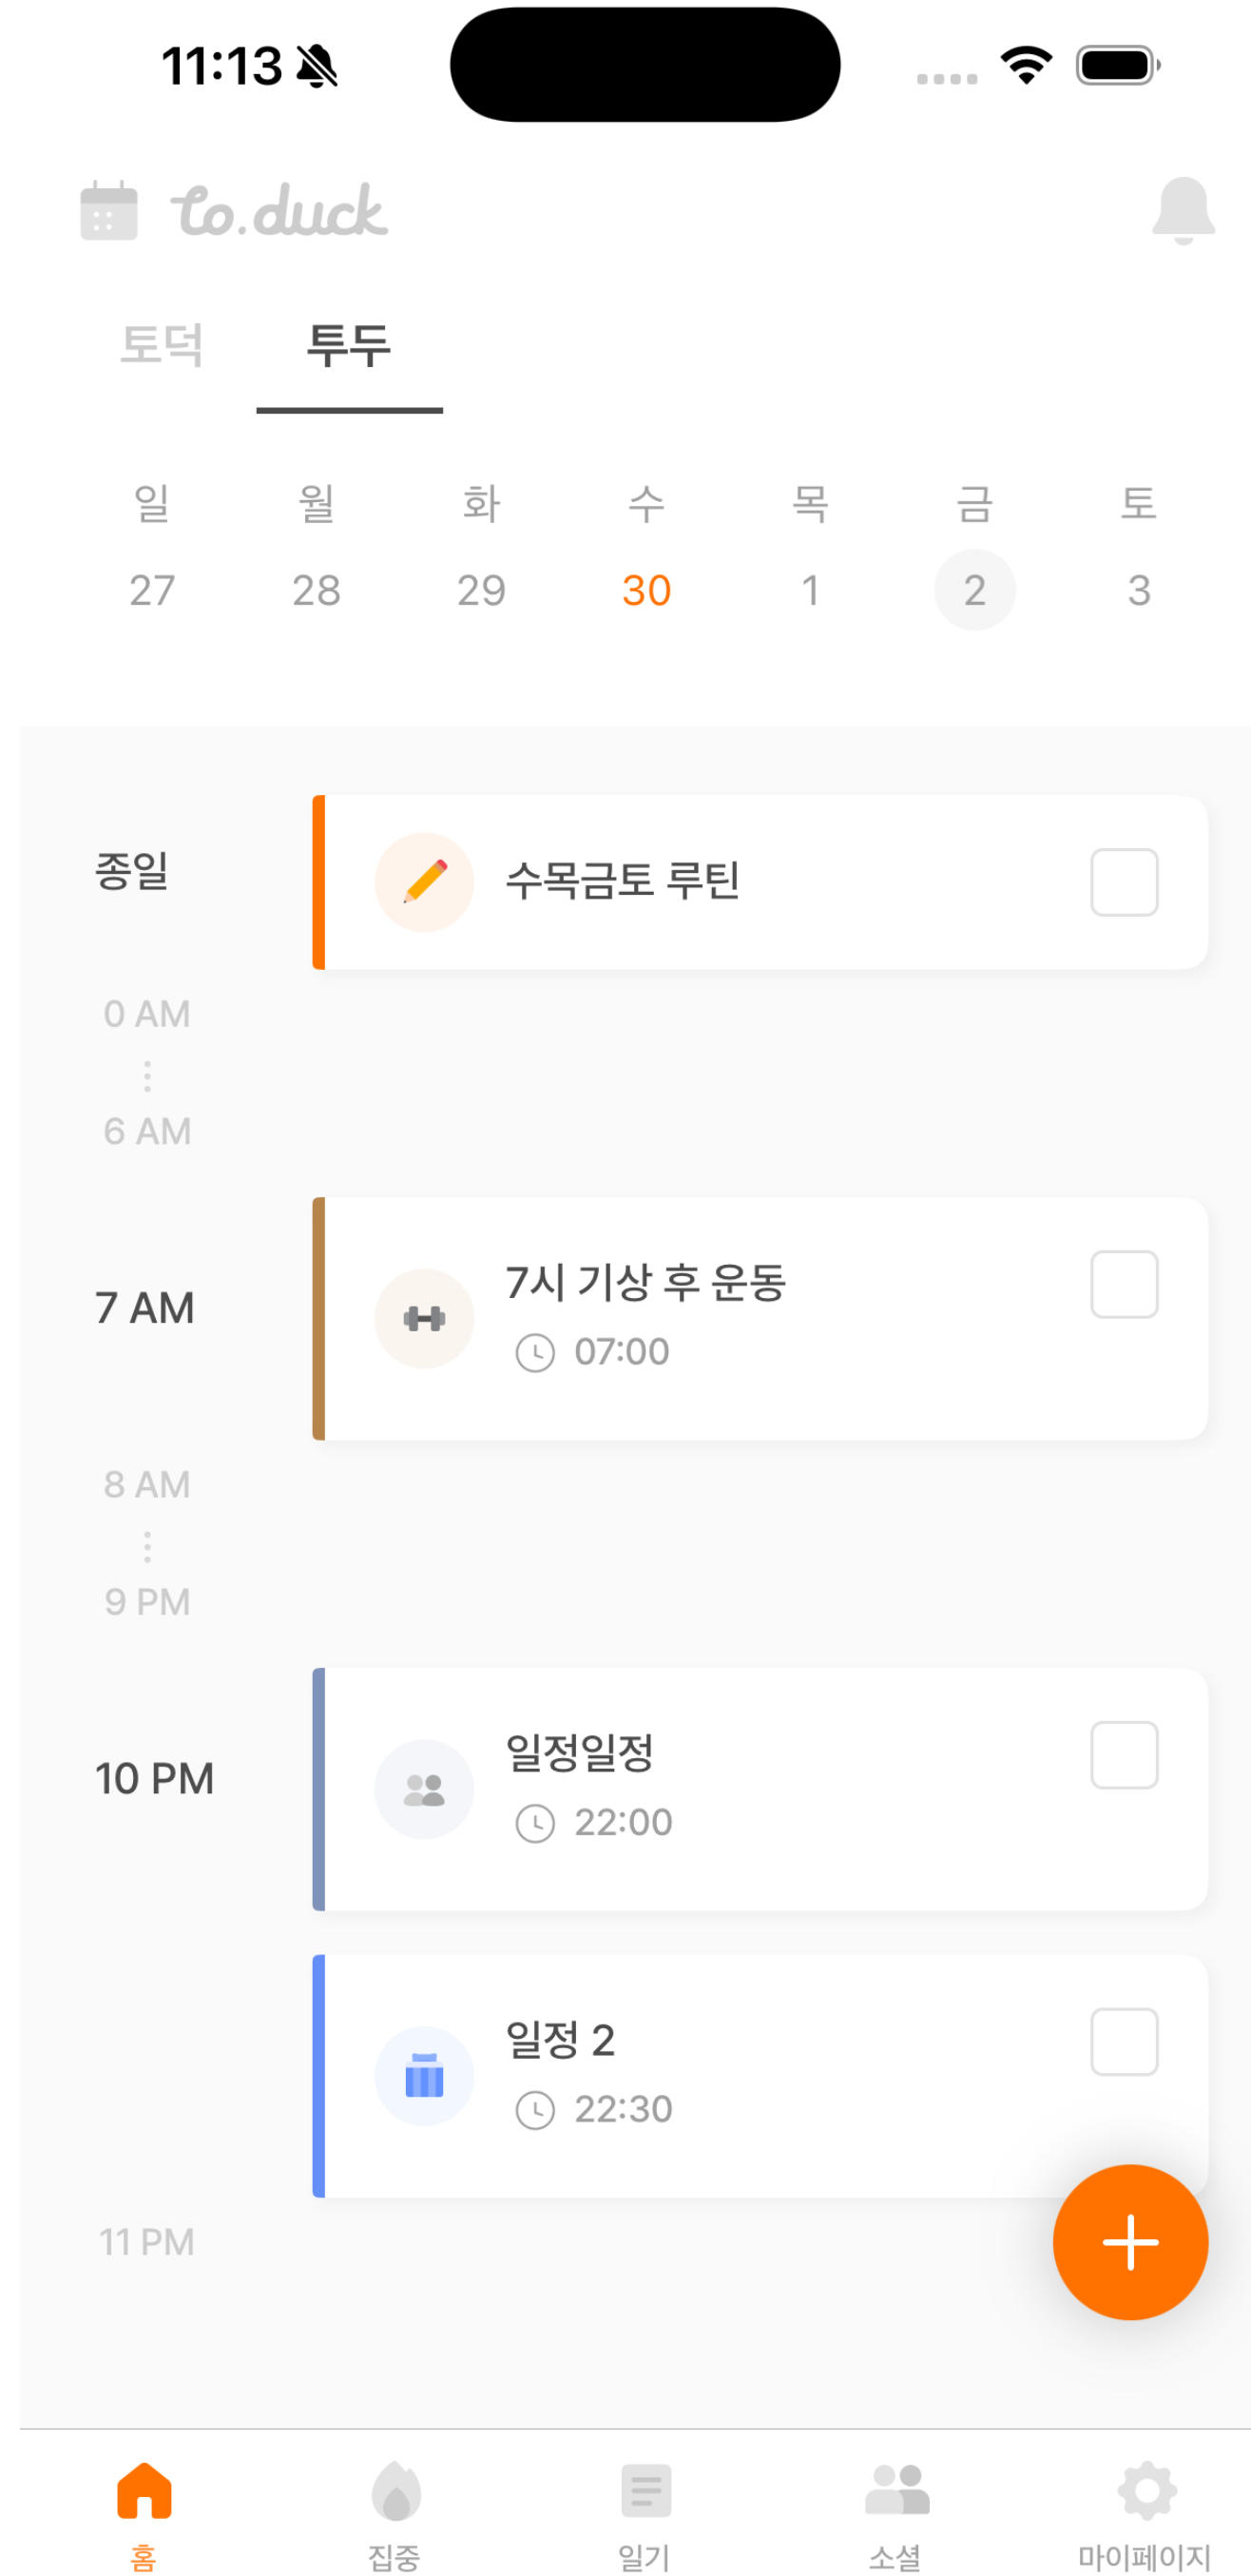 11:13
to.duck
토덕 투두
일 월 화 수 목 금 토
27 28 29 30 1 2 3
종일
수목금토 루틴
0 AM
6 AM
7 AM
7시 기상 후 운동
07:00
8 AM
9 PM
10 PM
일정일정
22:00
일정 2
22:30
11 PM
홈 집중 일기 소셜 마이페이지